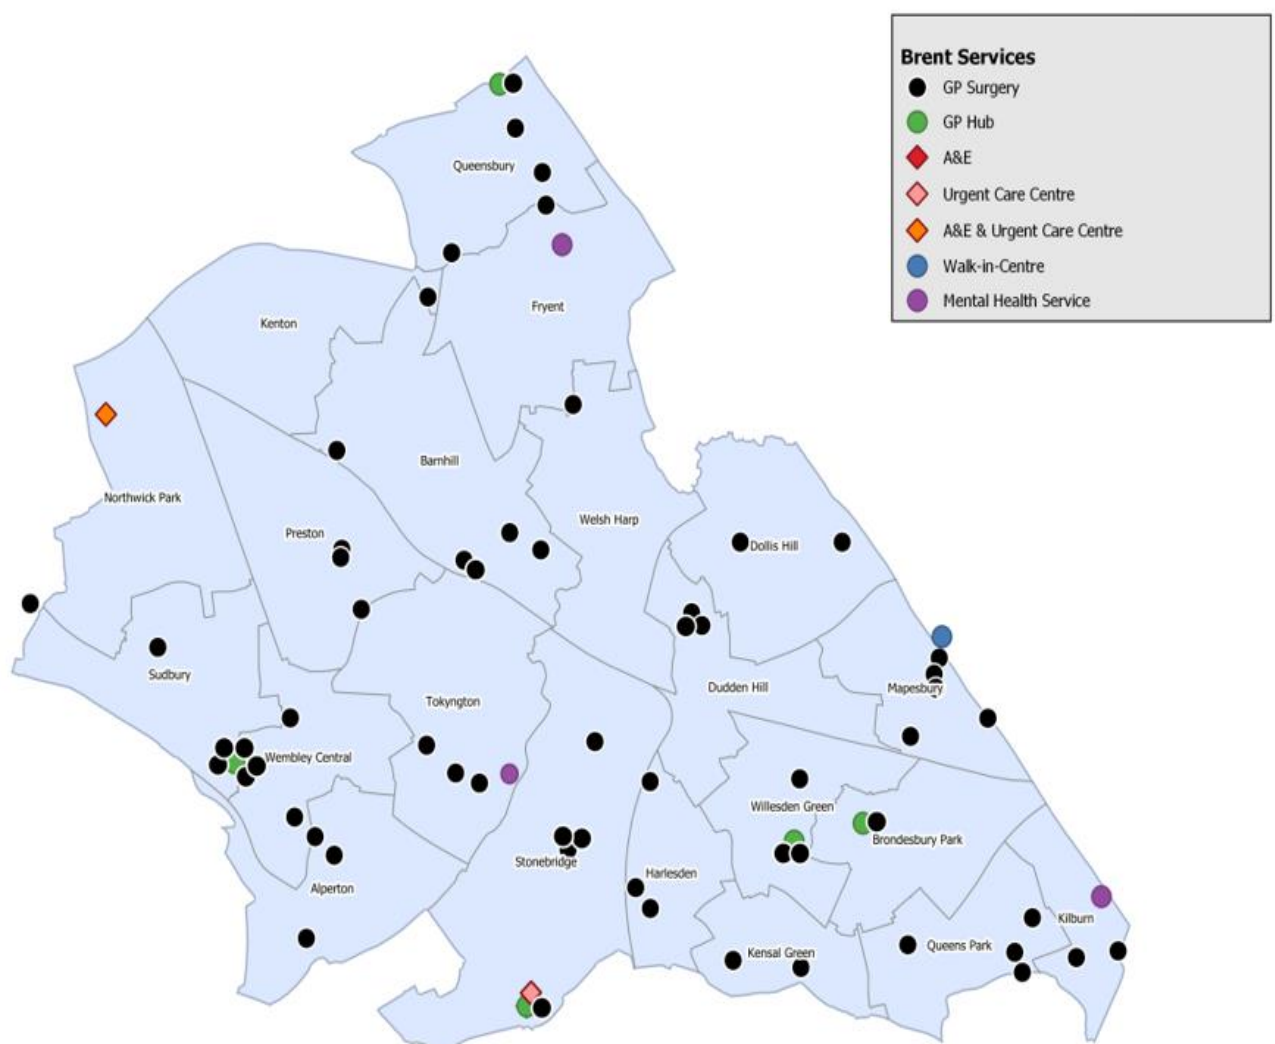 Brent Services
GP Surgery
GP Hub
A&E
Urgent Care Centre
A&E & Urgent Care Centre
Walk-in-Centre
Mental Health Service
Queensbury
Fryent
Kenton
Barnhill
Northwick Park
Welsh Harp
Preston
Dollis Hill
Sudbury
Dudden Hill
Mapesbury
Tokyngton
Wembley Central
Willesden Green
Brondesbury Park
Stonebridge
Harlesden
Alperton
Kilburn
Queens Park
Kensal Green